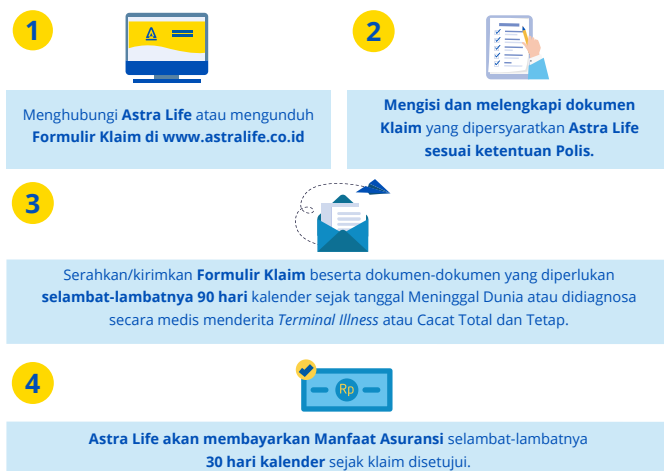 1
2
Menghubungi Astra Life atau mengunduh
Formulir Klaim di www.astralife.co.id
Mengisi dan melengkapi dokumen
Klaim yang dipersyaratkan Astra Life
sesuai ketentuan Polis.
3
Serahkan/kirimkan Formulir Klaim beserta dokumen-dokumen yang diperlukan
selambat-lambatnya 90 hari kalender sejak tanggal Meninggal Dunia atau didiagnosa
secara medis menderita Terminal Illness atau Cacat Total dan Tetap.
4
Rp
Astra Life akan membayarkan Manfaat Asuransi selambat-lambatnya
30 hari kalender sejak klaim disetujui.